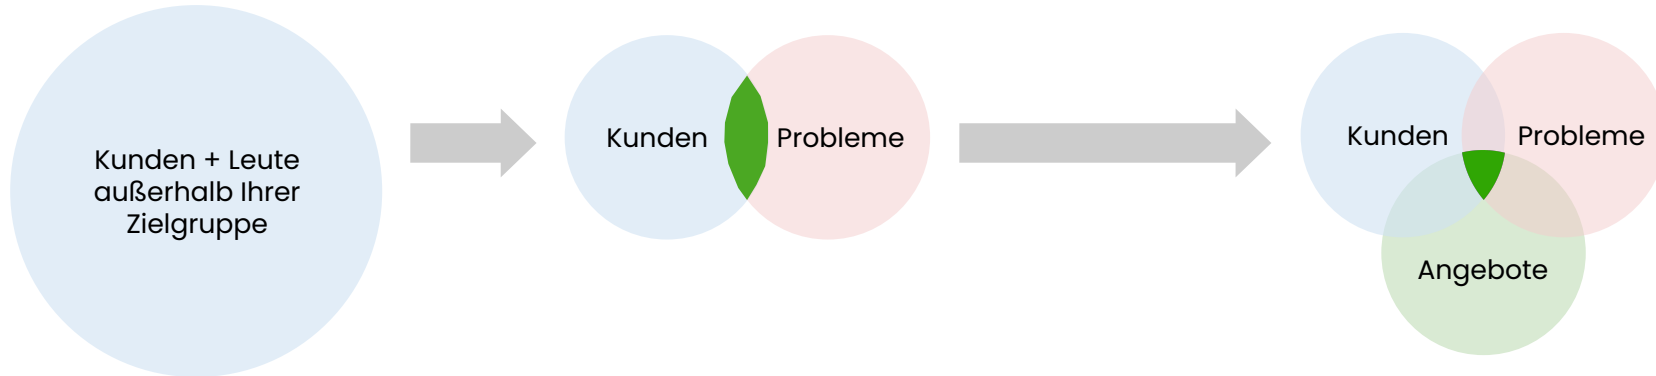 Kunden + Leute
außerhalb Ihrer
Zielgruppe
Kunden
Probleme
Kunden
Probleme
Angebote